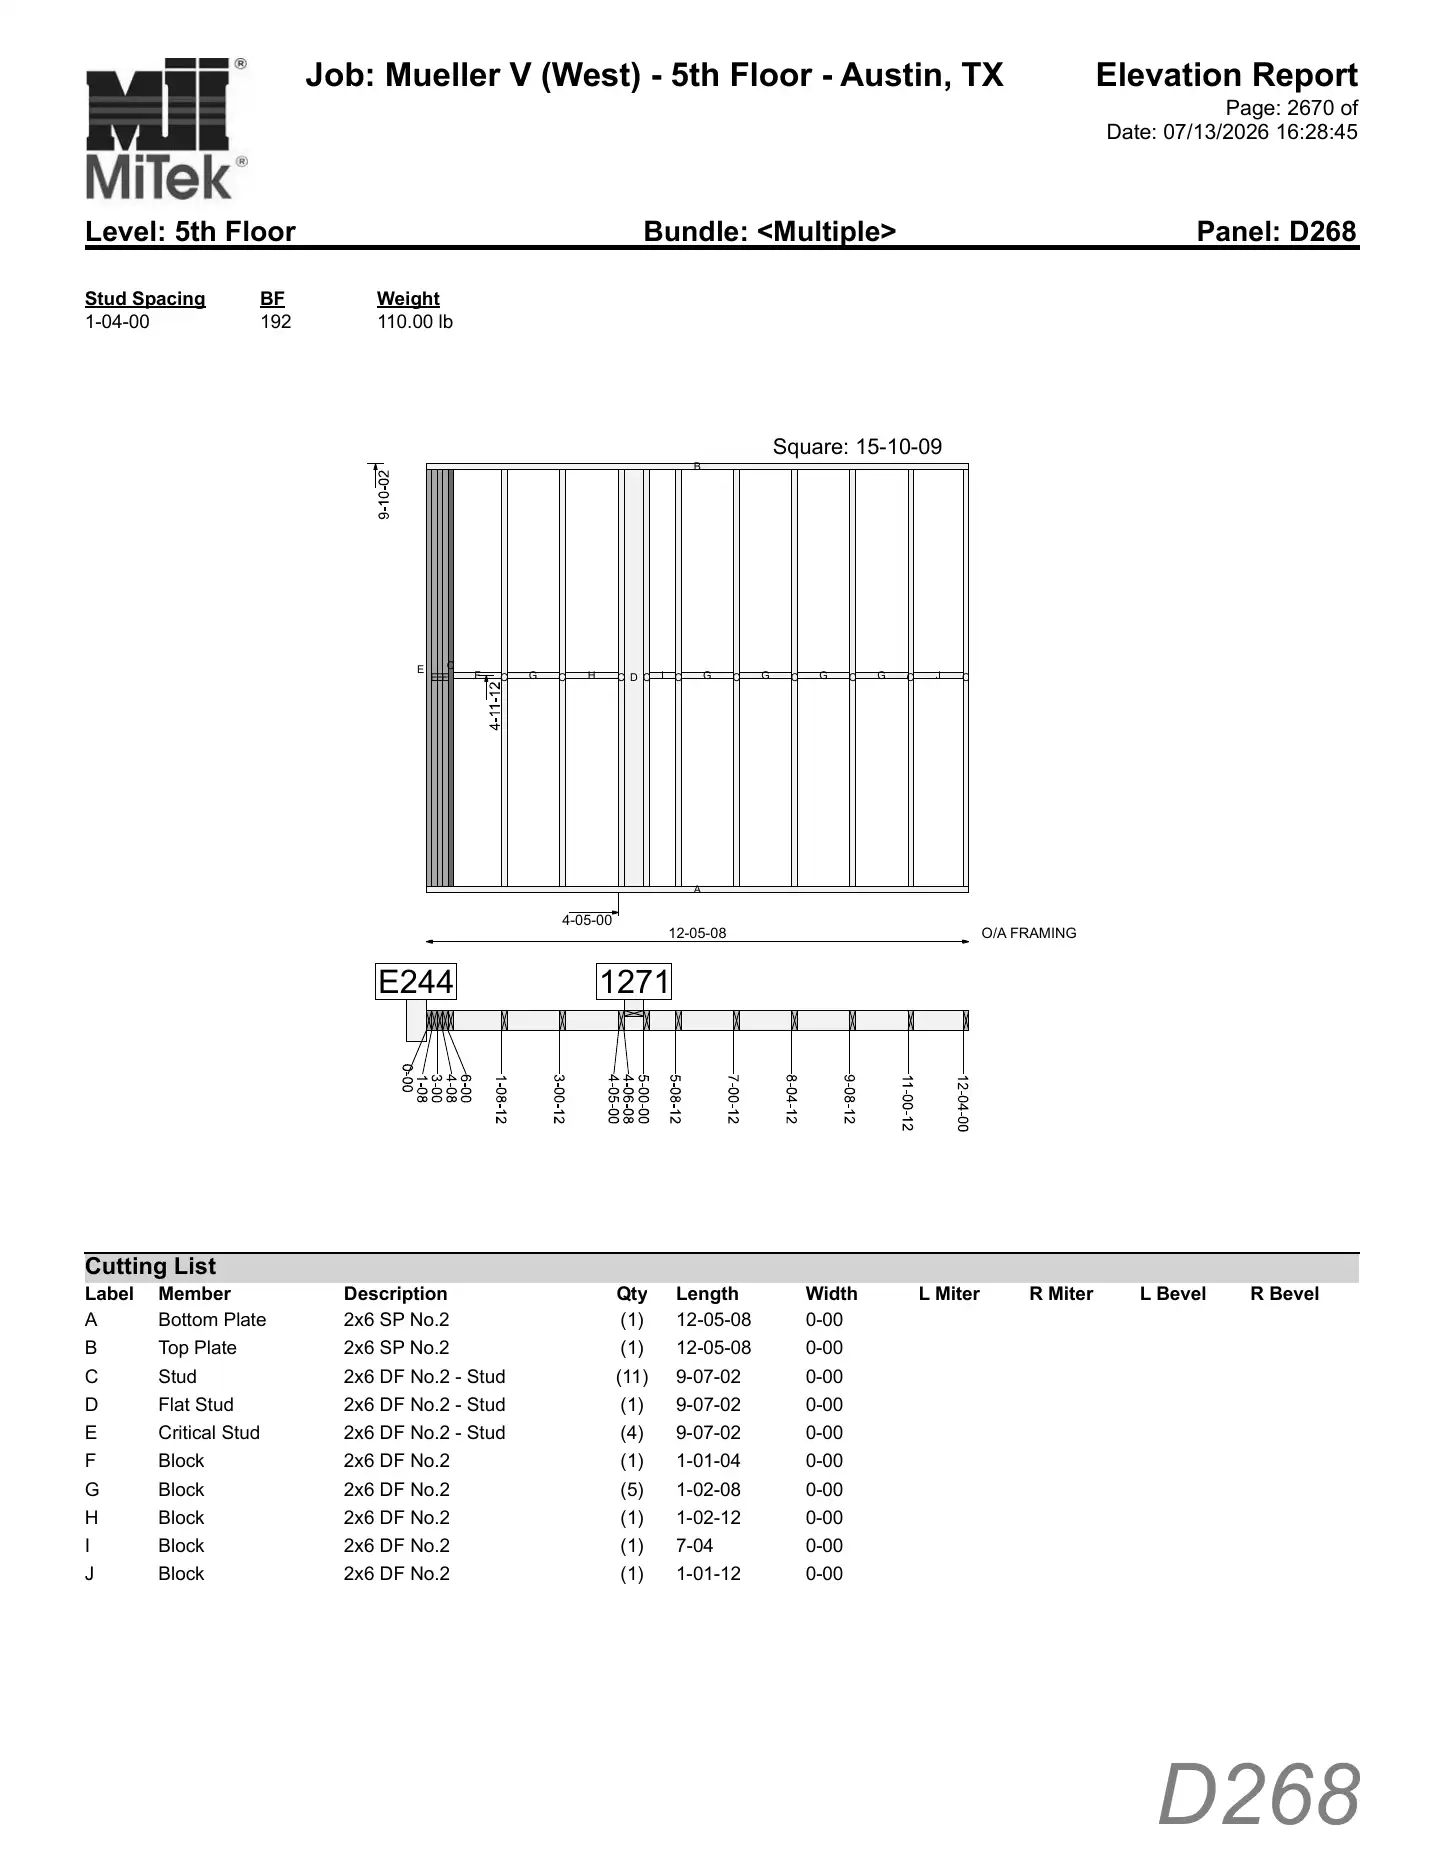 Job: Mueller V (West) - 5th Floor - Austin, TX
Elevation Report
Page: 2670 of
Date: 07/13/2026 16:28:45
MiTek®
Level: 5th Floor Bundle: <Multiple> Panel: D268
Stud Spacing BF Weight
1-04-00 192 110.00 lb
Square: 15-10-09
B
9-10-02
E C F G H D I G G G G J
4-11-12
A
4-05-00
12-05-08 O/A FRAMING
E244 1271
0-00 1-08 3-00 4-08 6-00 1-08-12 3-00-12 4-05-00 4-06-08 5-00-00 5-08-12 7-00-12 8-04-12 9-08-12 11-00-12 12-04-00
Cutting List
Label Member Description Qty Length Width L Miter R Miter L Bevel R Bevel
A Bottom Plate 2x6 SP No.2 (1) 12-05-08 0-00
B Top Plate 2x6 SP No.2 (1) 12-05-08 0-00
C Stud 2x6 DF No.2 - Stud (11) 9-07-02 0-00
D Flat Stud 2x6 DF No.2 - Stud (1) 9-07-02 0-00
E Critical Stud 2x6 DF No.2 - Stud (4) 9-07-02 0-00
F Block 2x6 DF No.2 (1) 1-01-04 0-00
G Block 2x6 DF No.2 (5) 1-02-08 0-00
H Block 2x6 DF No.2 (1) 1-02-12 0-00
I Block 2x6 DF No.2 (1) 7-04 0-00
J Block 2x6 DF No.2 (1) 1-01-12 0-00
D268